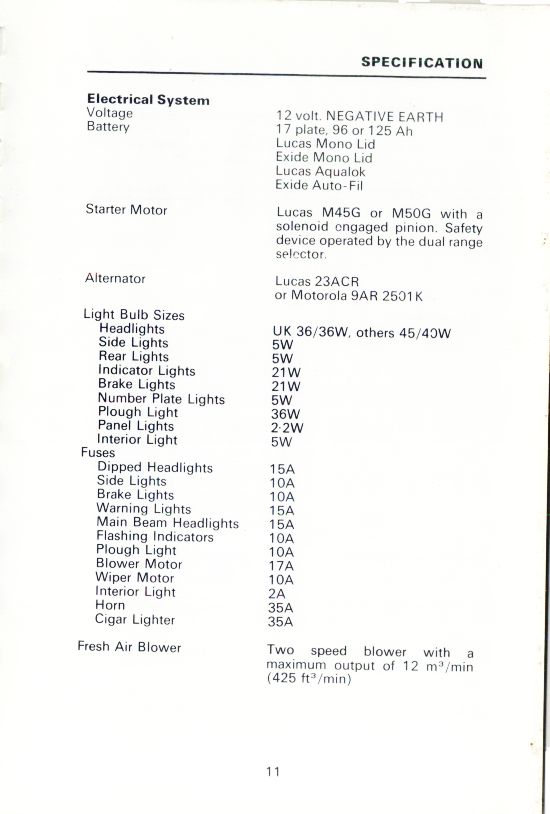 SPECIFICATION
Electrical System
Voltage 12 volt. NEGATIVE EARTH
Battery 17 plate, 96 or 125 Ah
Lucas Mono Lid
Exide Mono Lid
Lucas Aqualok
Exide Auto-Fil
Starter Motor Lucas M45G or M50G with a
solenoid engaged pinion. Safety
device operated by the dual range
selector.
Alternator Lucas 23ACR
or Motorola 9AR 2501K
Light Bulb Sizes
Headlights UK 36/36W, others 45/40W
Side Lights 5W
Rear Lights 5W
Indicator Lights 21W
Brake Lights 21W
Number Plate Lights 5W
Plough Light 36W
Panel Lights 2·2W
Interior Light 5W
Fuses
Dipped Headlights 15A
Side Lights 10A
Brake Lights 10A
Warning Lights 15A
Main Beam Headlights 15A
Flashing Indicators 10A
Plough Light 10A
Blower Motor 17A
Wiper Motor 10A
Interior Light 2A
Horn 35A
Cigar Lighter 35A
Fresh Air Blower Two speed blower with a
maximum output of 12 m³/min
(425 ft³/min)
11